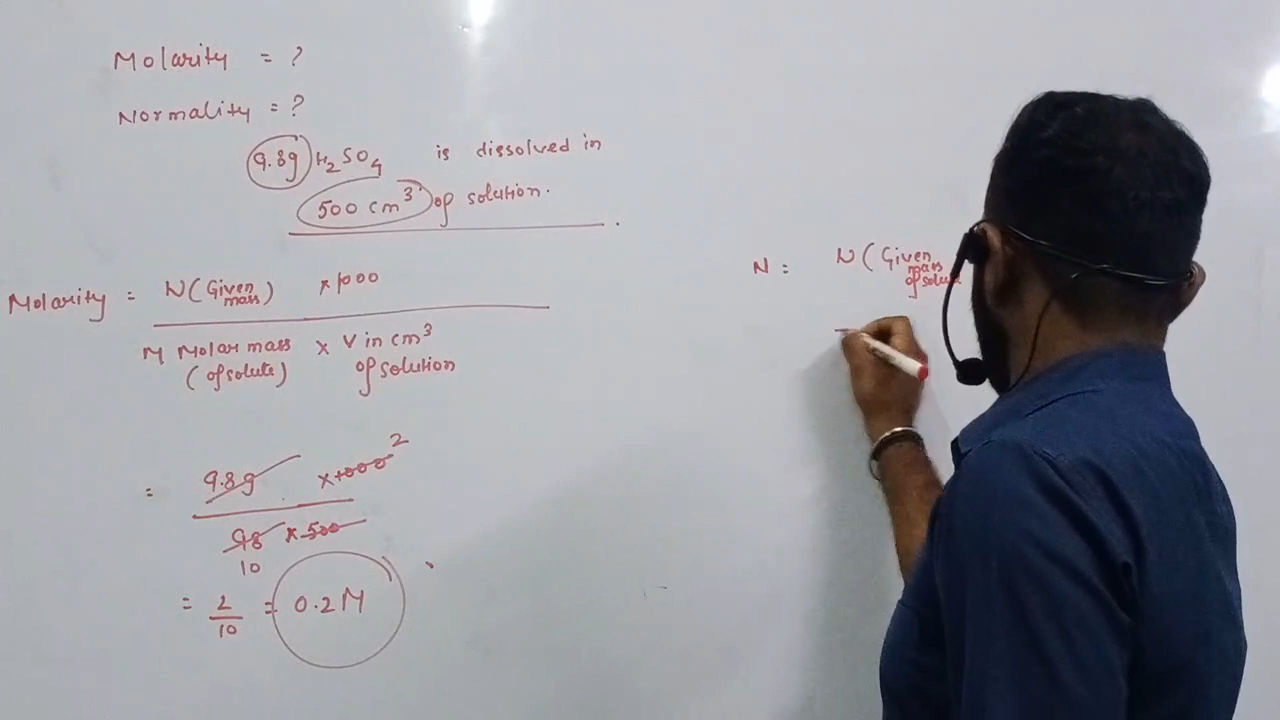 Molarity = ?
Normality = ?
9.8g H₂SO₄ is dissolved in
500 cm³ of solution.
Molarity = W (Given mass) × 1000
M Molar mass (of solute) × V in cm³ of solution
= 9.8g × 1000 2
98 × 500
10
= 2/10 = 0.2 M
N = W (Given mass of solute